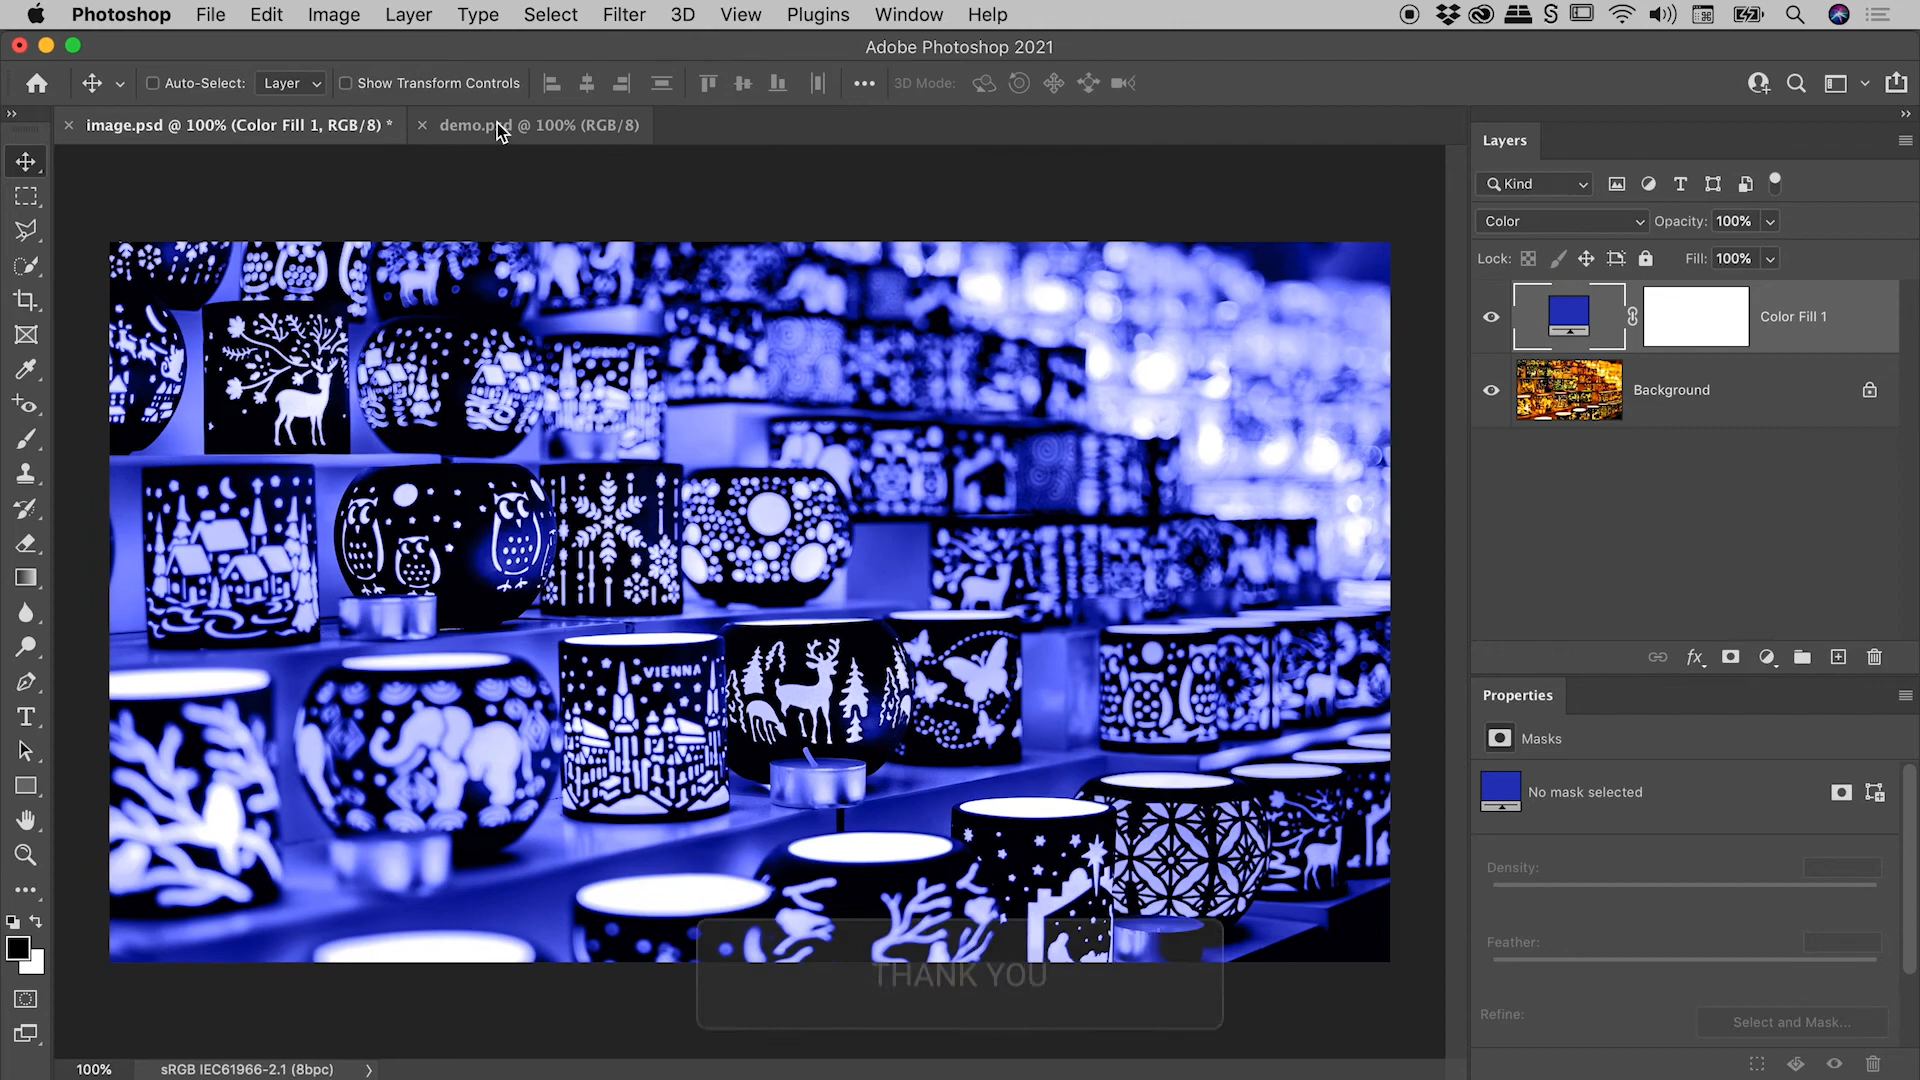 Photoshop File Edit Image Layer Type Select Filter 3D View Plugins Window Help
Adobe Photoshop 2021
Auto-Select: Layer Show Transform Controls 3D Mode:
image.psd @ 100% (Color Fill 1, RGB/8) * demo.psd @ 100% (RGB/8)
Layers
Kind
Color Opacity: 100%
Lock: Fill: 100%
Color Fill 1
Background
VIENNA
THANK YOU
Properties
Masks
No mask selected
Density:
Feather:
Refine: Select and Mask...
100% sRGB IEC61966-2.1 (8bpc)